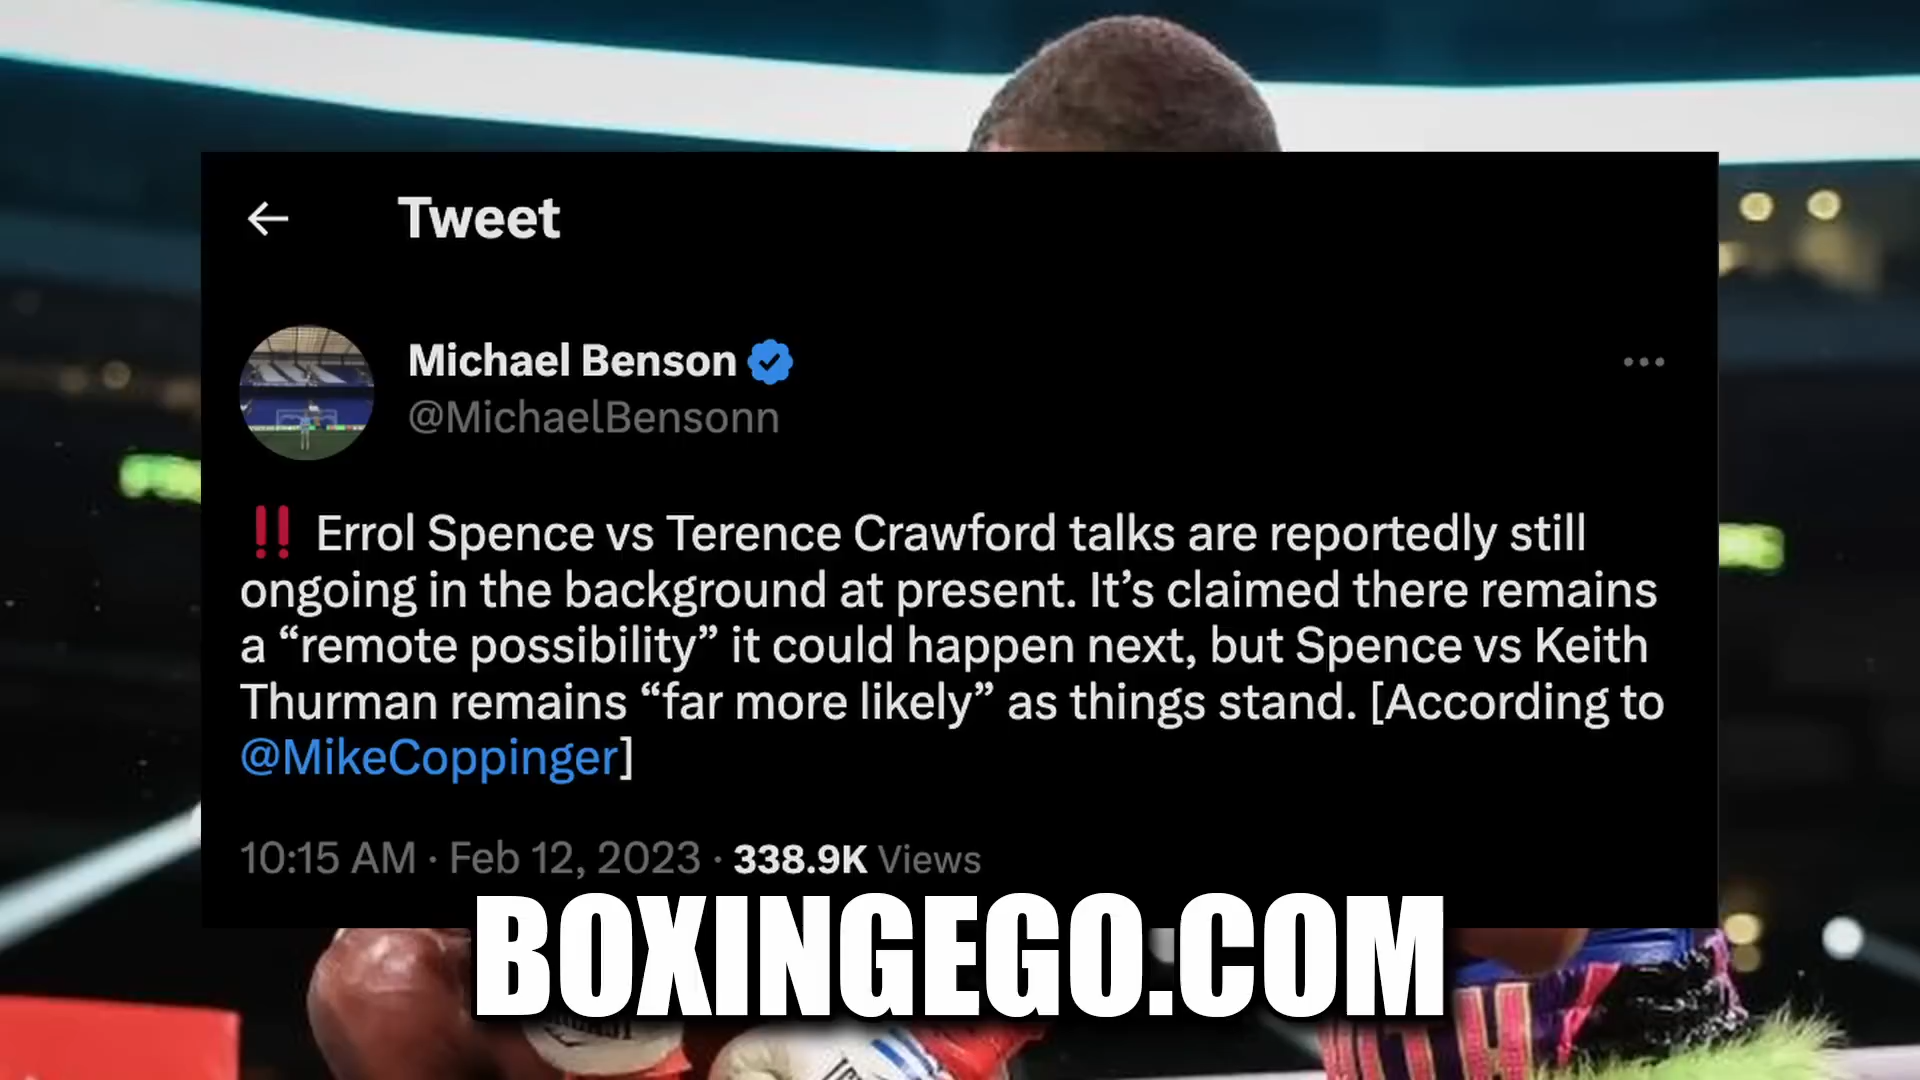 ← Tweet
Michael Benson
@MichaelBensonn
‼ Errol Spence vs Terence Crawford talks are reportedly still
ongoing in the background at present. It’s claimed there remains
a “remote possibility” it could happen next, but Spence vs Keith
Thurman remains “far more likely” as things stand. [According to
@MikeCoppinger]
10:15 AM · Feb 12, 2023 · 338.9K Views
BOXINGEGO.COM